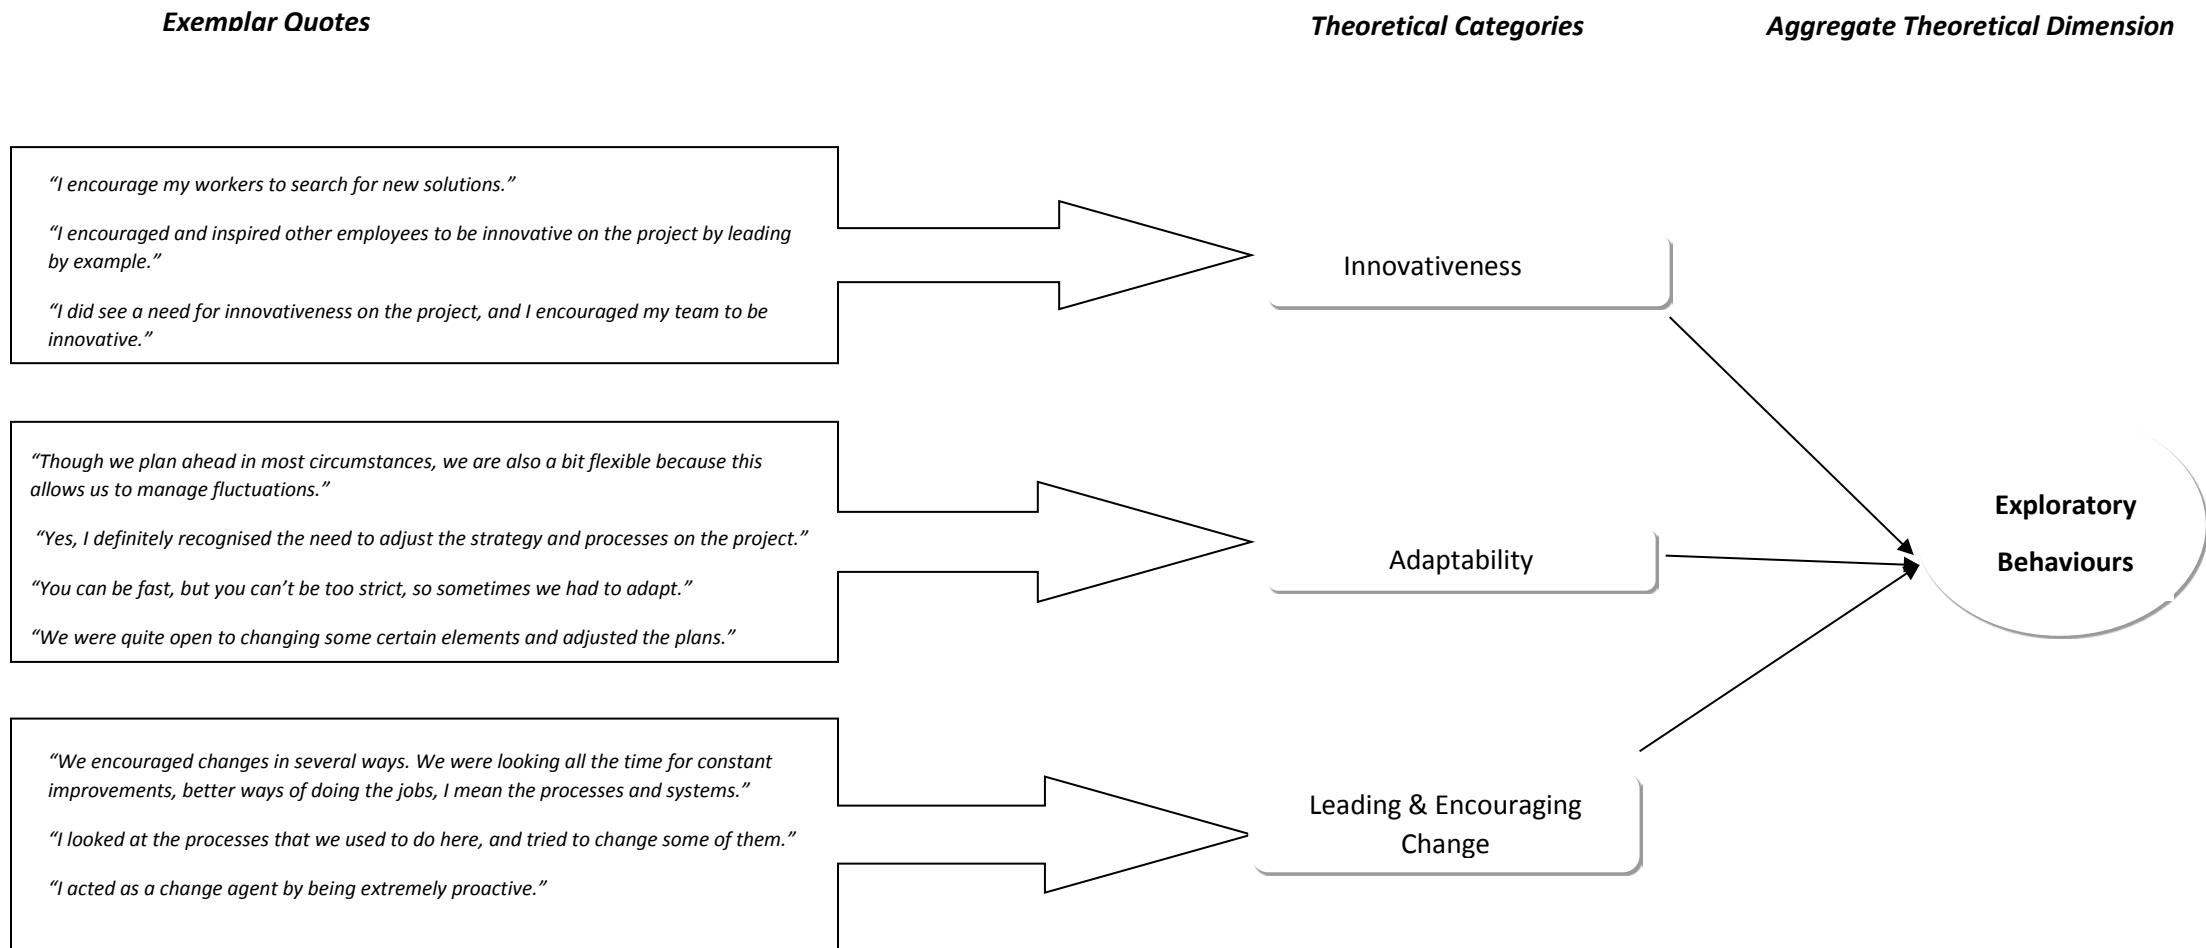 Exemplar Quotes
Theoretical Categories
Aggregate Theoretical Dimension
“I encourage my workers to search for new solutions.”
“I encouraged and inspired other employees to be innovative on the project by leading
by example.”
“I did see a need for innovativeness on the project, and I encouraged my team to be
innovative.”
Innovativeness
“Though we plan ahead in most circumstances, we are also a bit flexible because this
allows us to manage fluctuations.”
“Yes, I definitely recognised the need to adjust the strategy and processes on the project.”
“You can be fast, but you can’t be too strict, so sometimes we had to adapt.”
“We were quite open to changing some certain elements and adjusted the plans.”
Adaptability
Exploratory
Behaviours
“We encouraged changes in several ways. We were looking all the time for constant
improvements, better ways of doing the jobs, I mean the processes and systems.”
“I looked at the processes that we used to do here, and tried to change some of them.”
“I acted as a change agent by being extremely proactive.”
Leading & Encouraging
Change